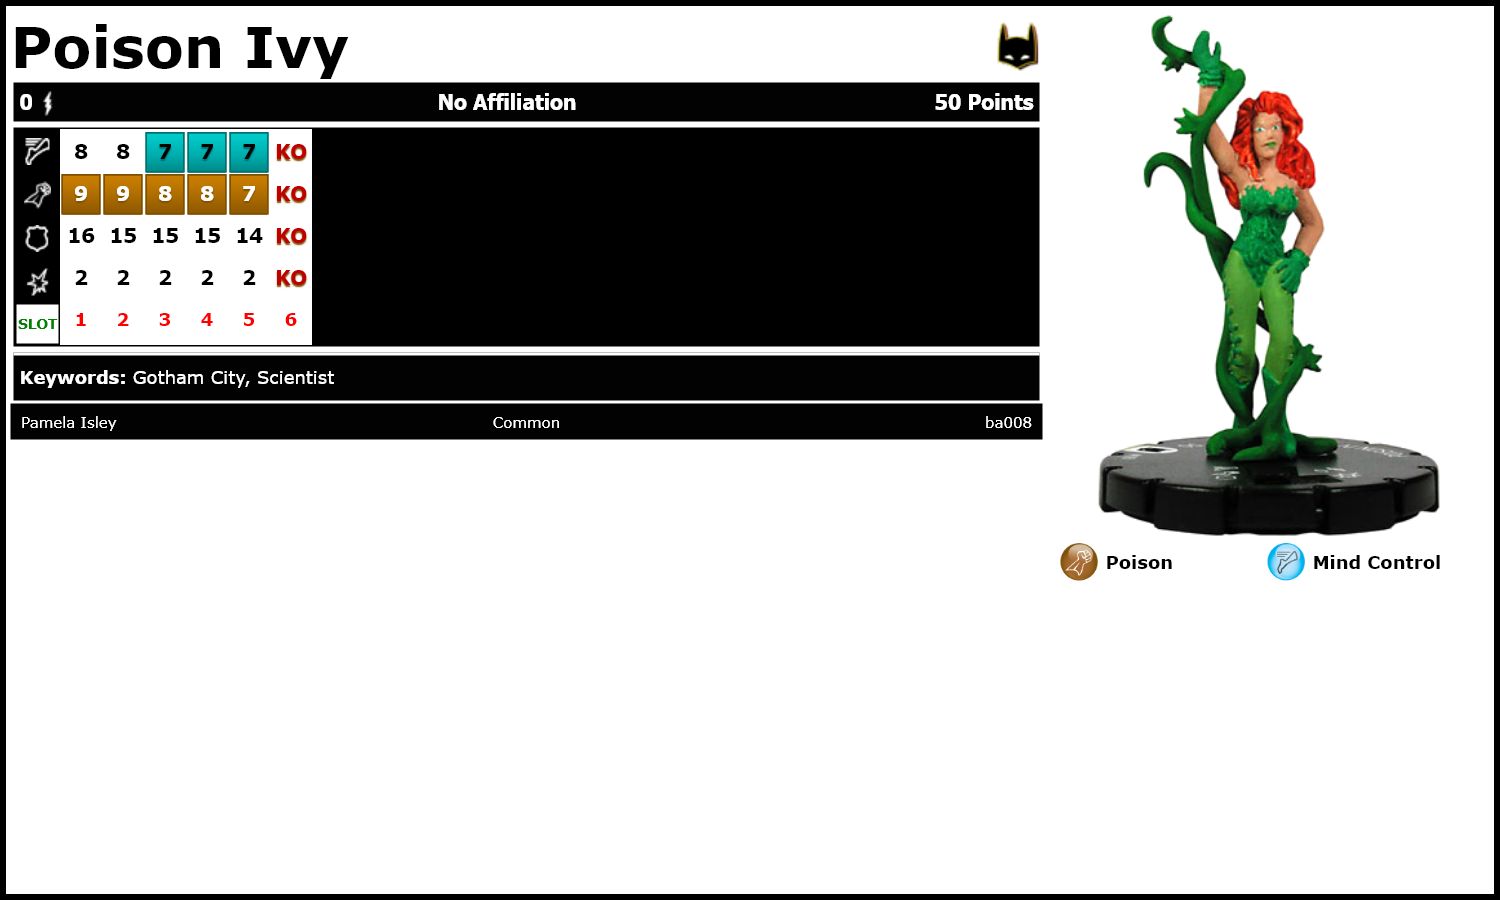 Poison Ivy
0 No Affiliation 50 Points
8 8 7 7 7 KO
9 9 8 8 7 KO
16 15 15 15 14 KO
2 2 2 2 2 KO
SLOT 1 2 3 4 5 6
Keywords: Gotham City, Scientist
Pamela Isley Common ba008
Poison Mind Control